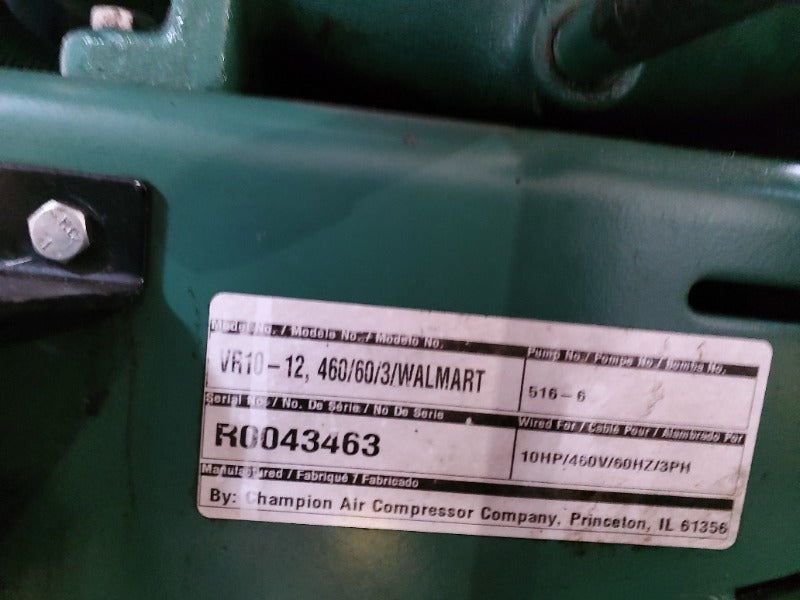 Model No. / Modele No. / Modelo No.
VR10-12, 460/60/3/WALMART
Pump No./ Pompe No./ Bomba No.
516-6
Serial No. / No. De Série / No De Serie
R0043463
Wired For / Câblé Pour / Alambrado Por
10HP/460V/60HZ/3PH
Manufactured / Fabriqué / Fabricado
By: Champion Air Compressor Company, Princeton, IL 61356